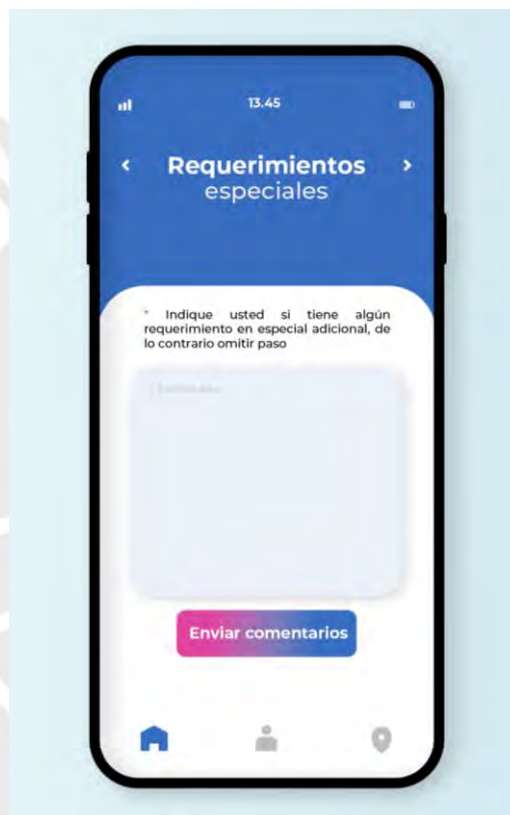 13.45
‹ Requerimientos ›
especiales
* Indique usted si tiene algún
requerimiento en especial adicional, de
lo contrario omitir paso
Enviar comentarios